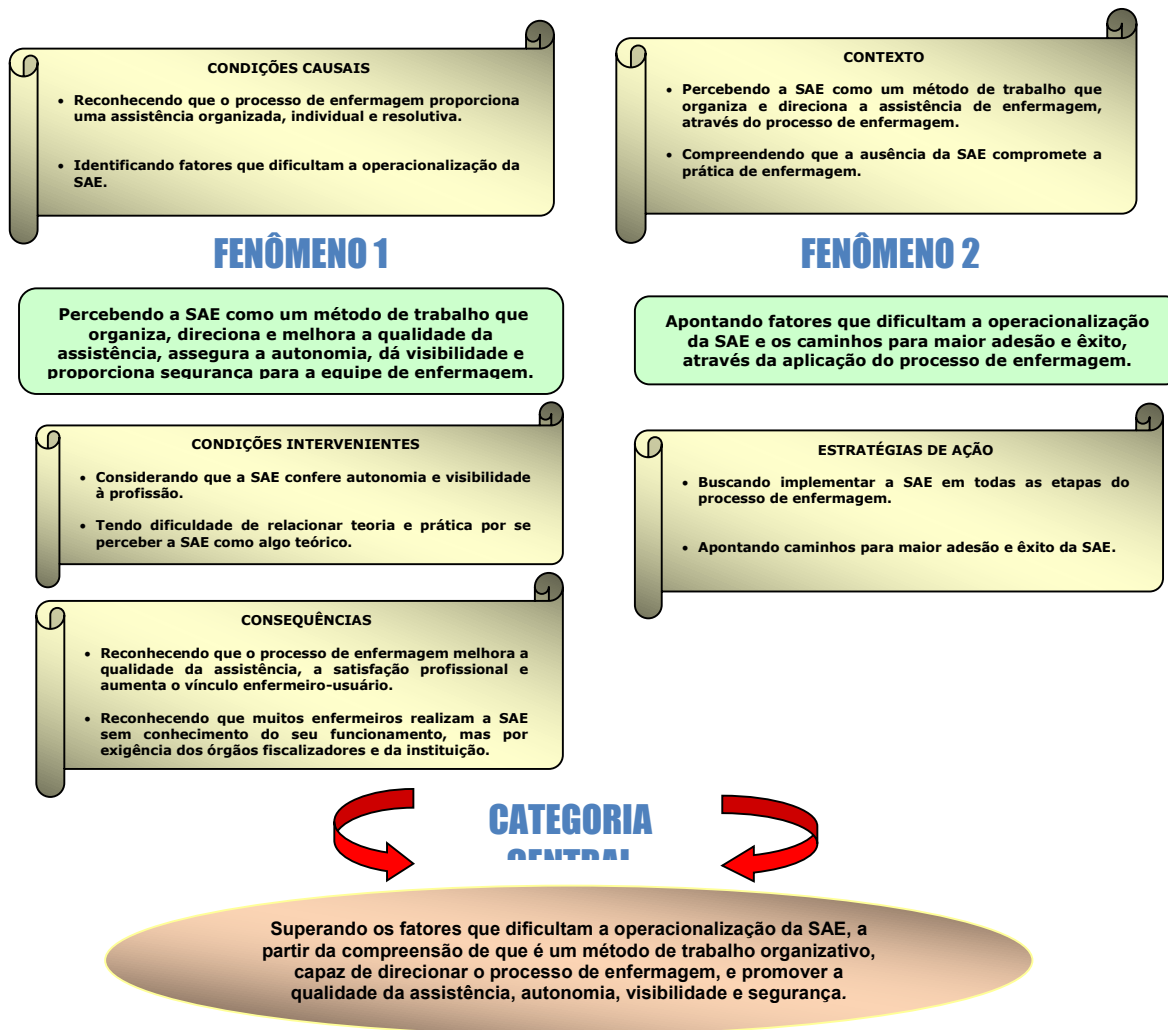 CONDIÇÕES CAUSAIS
• Reconhecendo que o processo de enfermagem proporciona
uma assistência organizada, individual e resolutiva.
• Identificando fatores que dificultam a operacionalização da
SAE.
CONTEXTO
• Percebendo a SAE como um método de trabalho que
organiza e direciona a assistência de enfermagem,
através do processo de enfermagem.
• Compreendendo que a ausência da SAE compromete a
prática de enfermagem.
FENÔMENO 1
FENÔMENO 2
Percebendo a SAE como um método de trabalho que
organiza, direciona e melhora a qualidade da
assistência, assegura a autonomia, dá visibilidade e
proporciona segurança para a equipe de enfermagem.
Apontando fatores que dificultam a operacionalização
da SAE e os caminhos para maior adesão e êxito,
através da aplicação do processo de enfermagem.
CONDIÇÕES INTERVENIENTES
• Considerando que a SAE confere autonomia e visibilidade
à profissão.
• Tendo dificuldade de relacionar teoria e prática por se
perceber a SAE como algo teórico.
ESTRATÉGIAS DE AÇÃO
• Buscando implementar a SAE em todas as etapas do
processo de enfermagem.
• Apontando caminhos para maior adesão e êxito da SAE.
CONSEQUÊNCIAS
• Reconhecendo que o processo de enfermagem melhora a
qualidade da assistência, a satisfação profissional e
aumenta o vínculo enfermeiro-usuário.
• Reconhecendo que muitos enfermeiros realizam a SAE
sem conhecimento do seu funcionamento, mas por
exigência dos órgãos fiscalizadores e da instituição.
CATEGORIA
CENTRAL
Superando os fatores que dificultam a operacionalização da SAE, a
partir da compreensão de que é um método de trabalho organizativo,
capaz de direcionar o processo de enfermagem, e promover a
qualidade da assistência, autonomia, visibilidade e segurança.